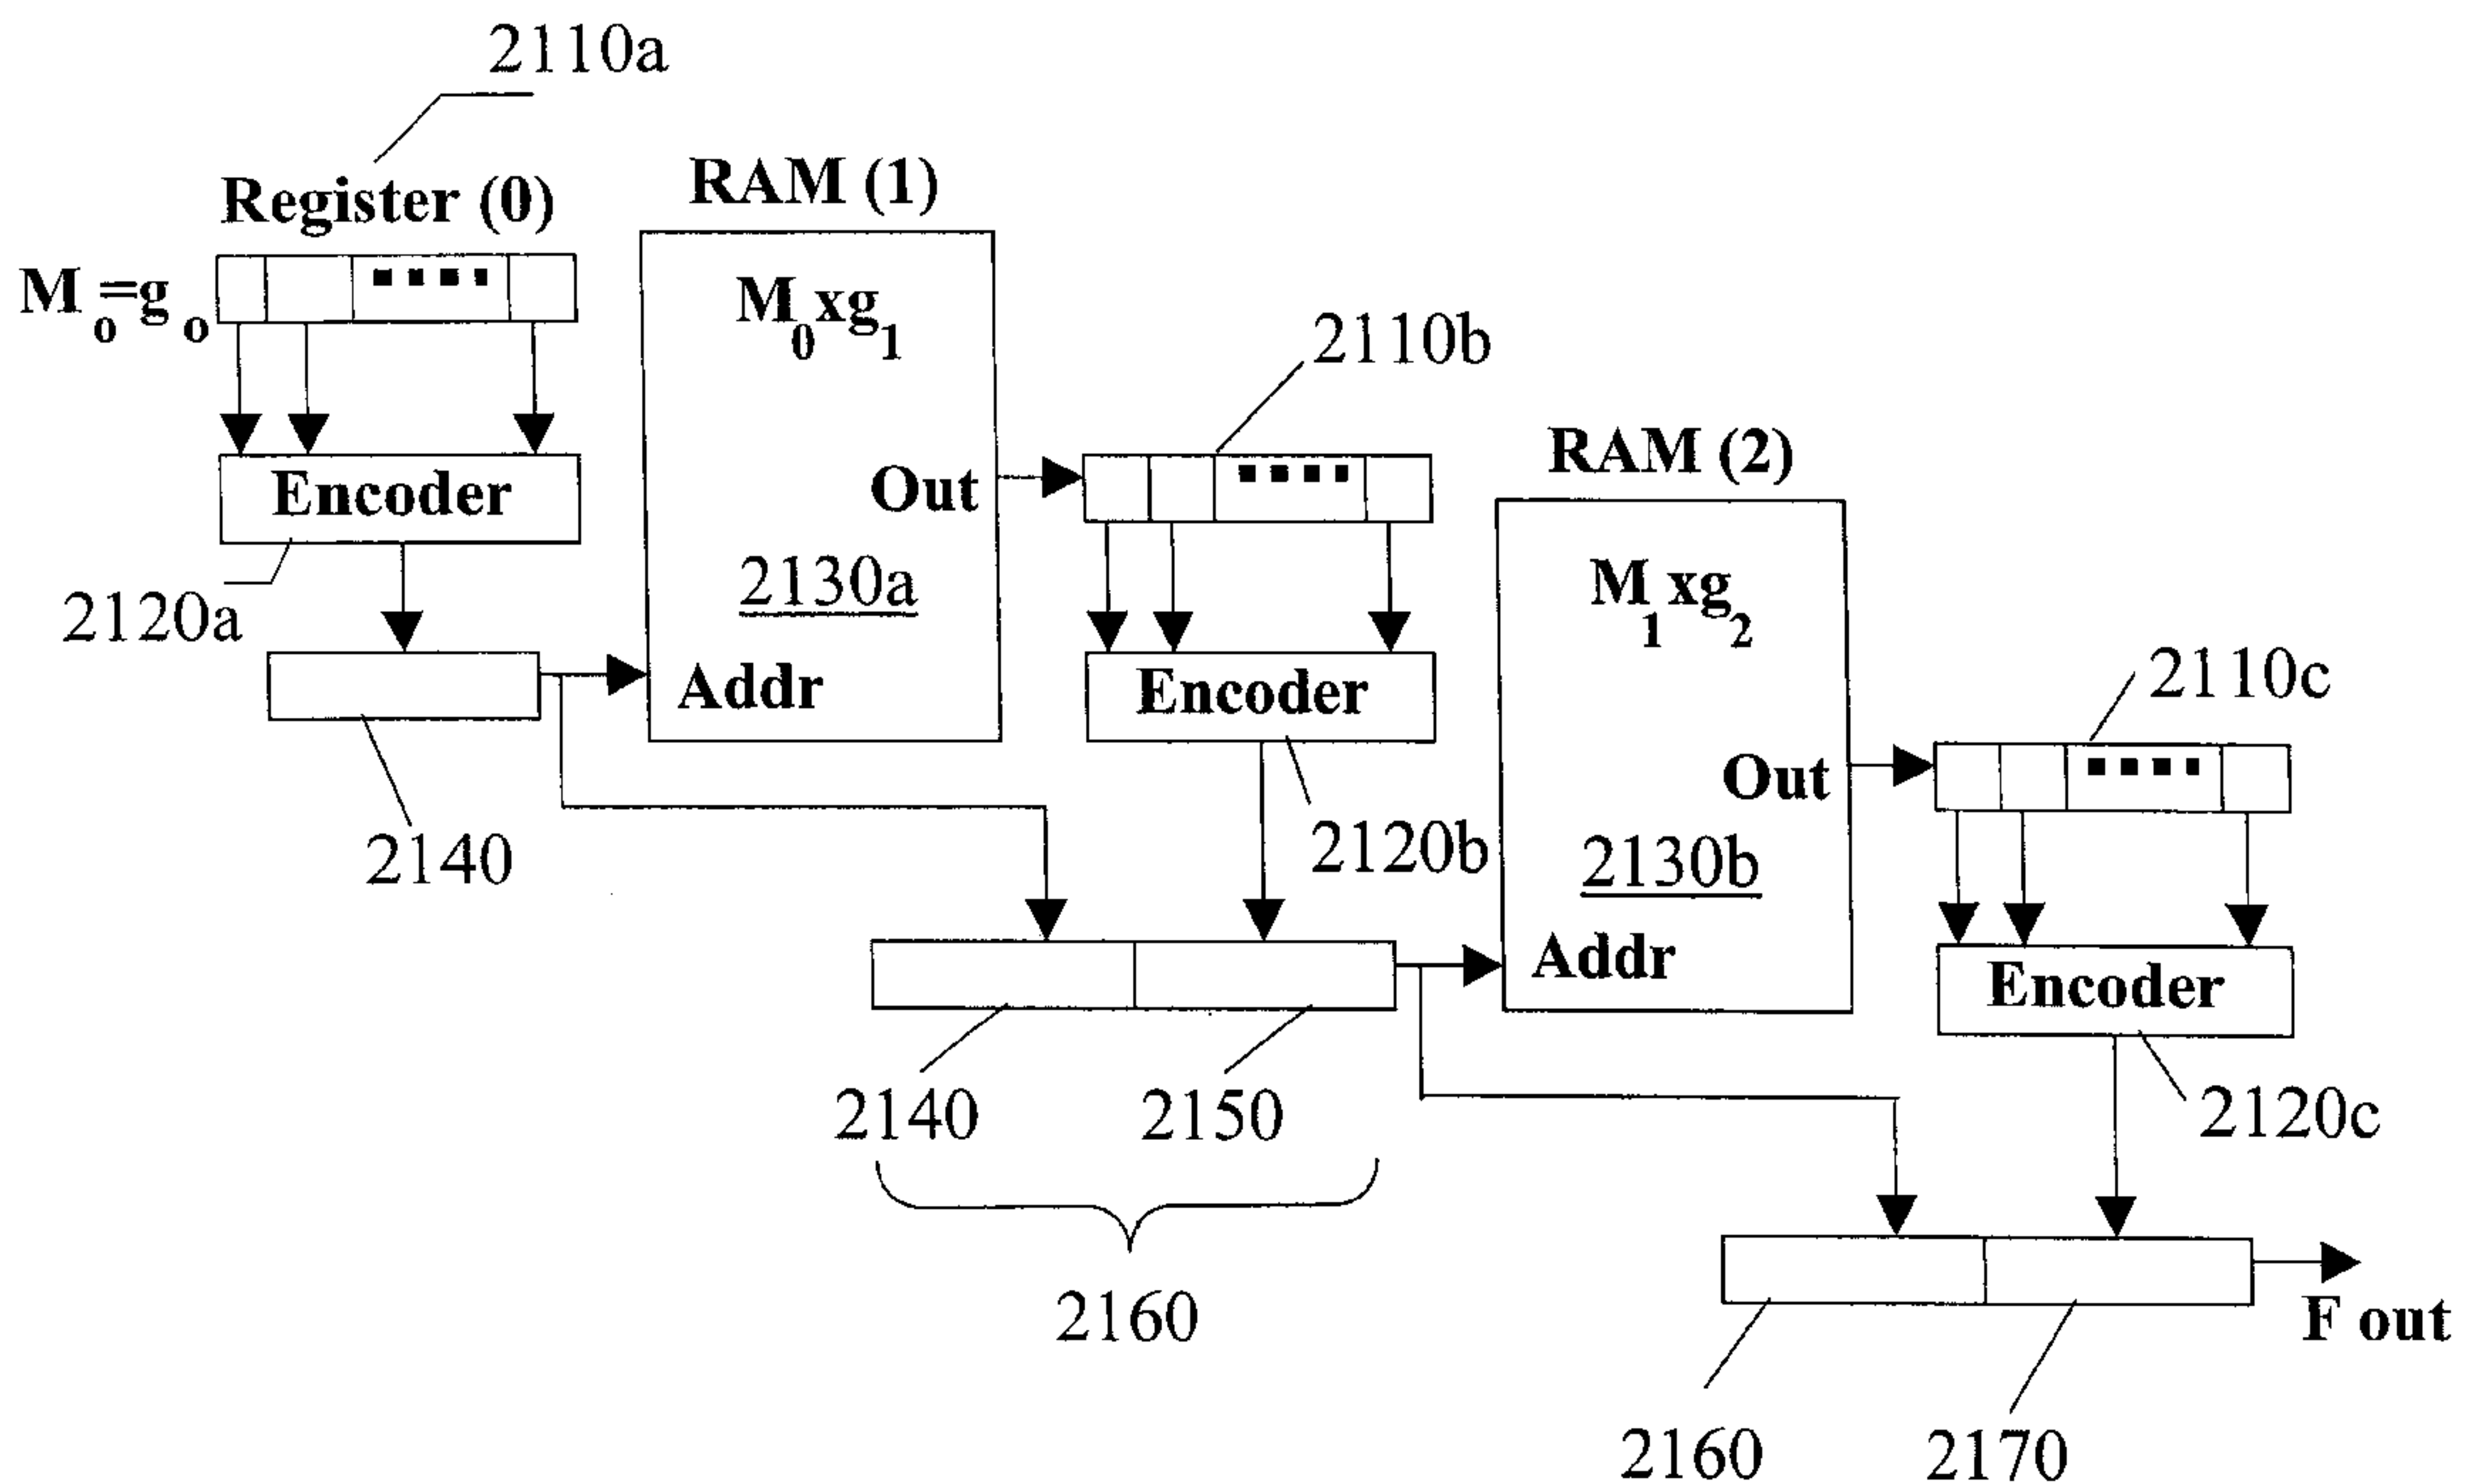 2110a
Register (0)
RAM (1)
M₀=g₀
M₀xg₁
2110b
RAM (2)
Encoder
Out
2120a
2130a
M₁xg₂
Addr
Encoder
2110c
2140
Out
2120b
2130b
Addr
Encoder
2140
2150
2120c
2160
F out
2160
2170